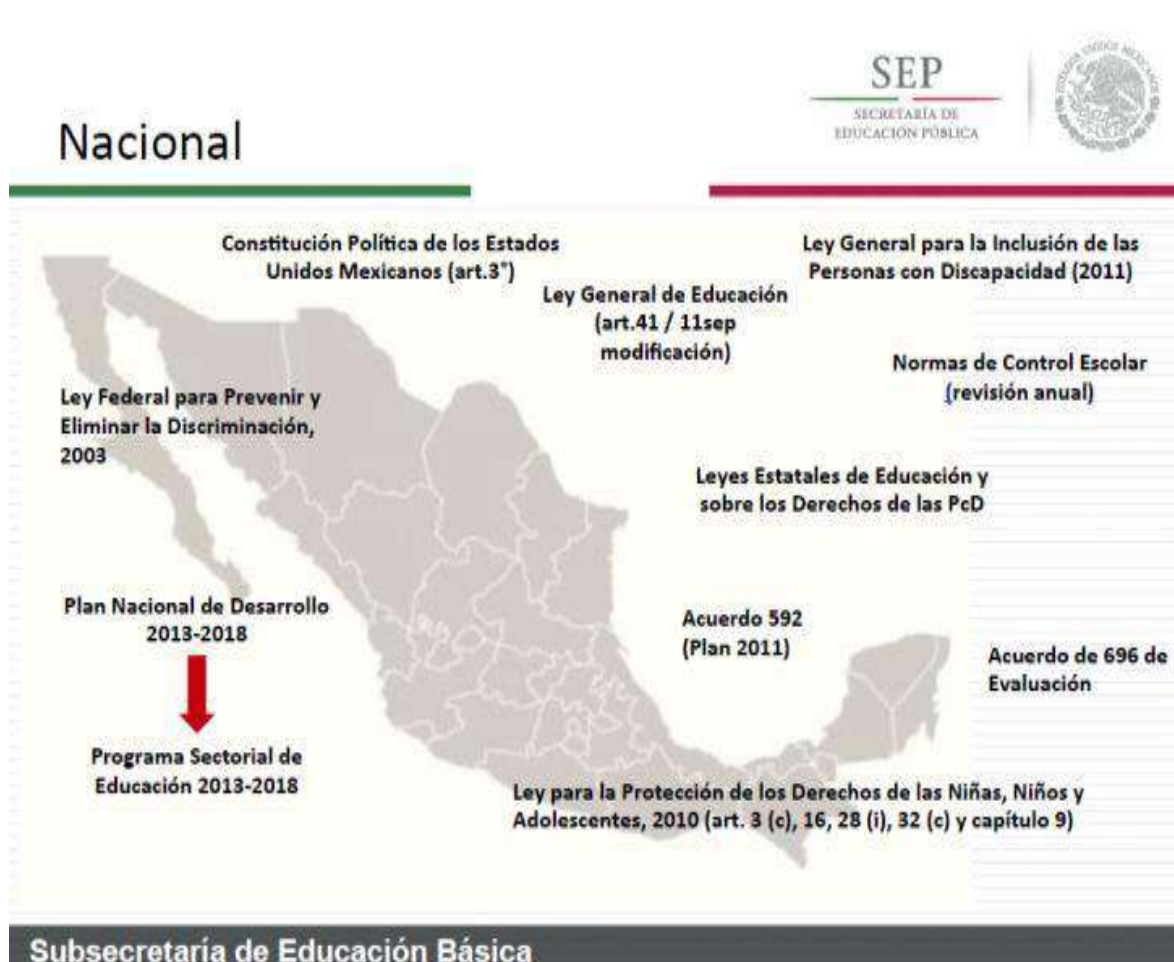 SEP
SECRETARÍA DE
EDUCACIÓN PÚBLICA
ESTADOS UNIDOS MEXICANOS
Nacional
Constitución Política de los Estados
Unidos Mexicanos (art.3°)
Ley General para la Inclusión de las
Personas con Discapacidad (2011)
Ley General de Educación
(art.41 / 11sep
modificación)
Normas de Control Escolar
(revisión anual)
Ley Federal para Prevenir y
Eliminar la Discriminación,
2003
Leyes Estatales de Educación y
sobre los Derechos de las PcD
Plan Nacional de Desarrollo
2013-2018
Acuerdo 592
(Plan 2011)
Acuerdo de 696 de
Evaluación
Programa Sectorial de
Educación 2013-2018
Ley para la Protección de los Derechos de las Niñas, Niños y
Adolescentes, 2010 (art. 3 (c), 16, 28 (i), 32 (c) y capítulo 9)
Subsecretaría de Educación Básica